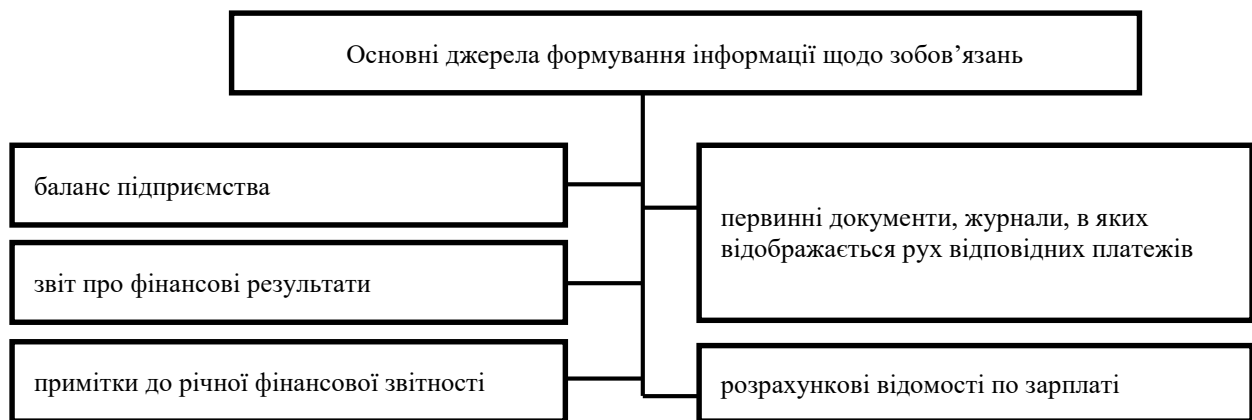 Основні джерела формування інформації щодо зобов’язань
баланс підприємства
звіт про фінансові результати
примітки до річної фінансової звітності
первинні документи, журнали, в яких
відображається рух відповідних платежів
розрахункові відомості по зарплаті